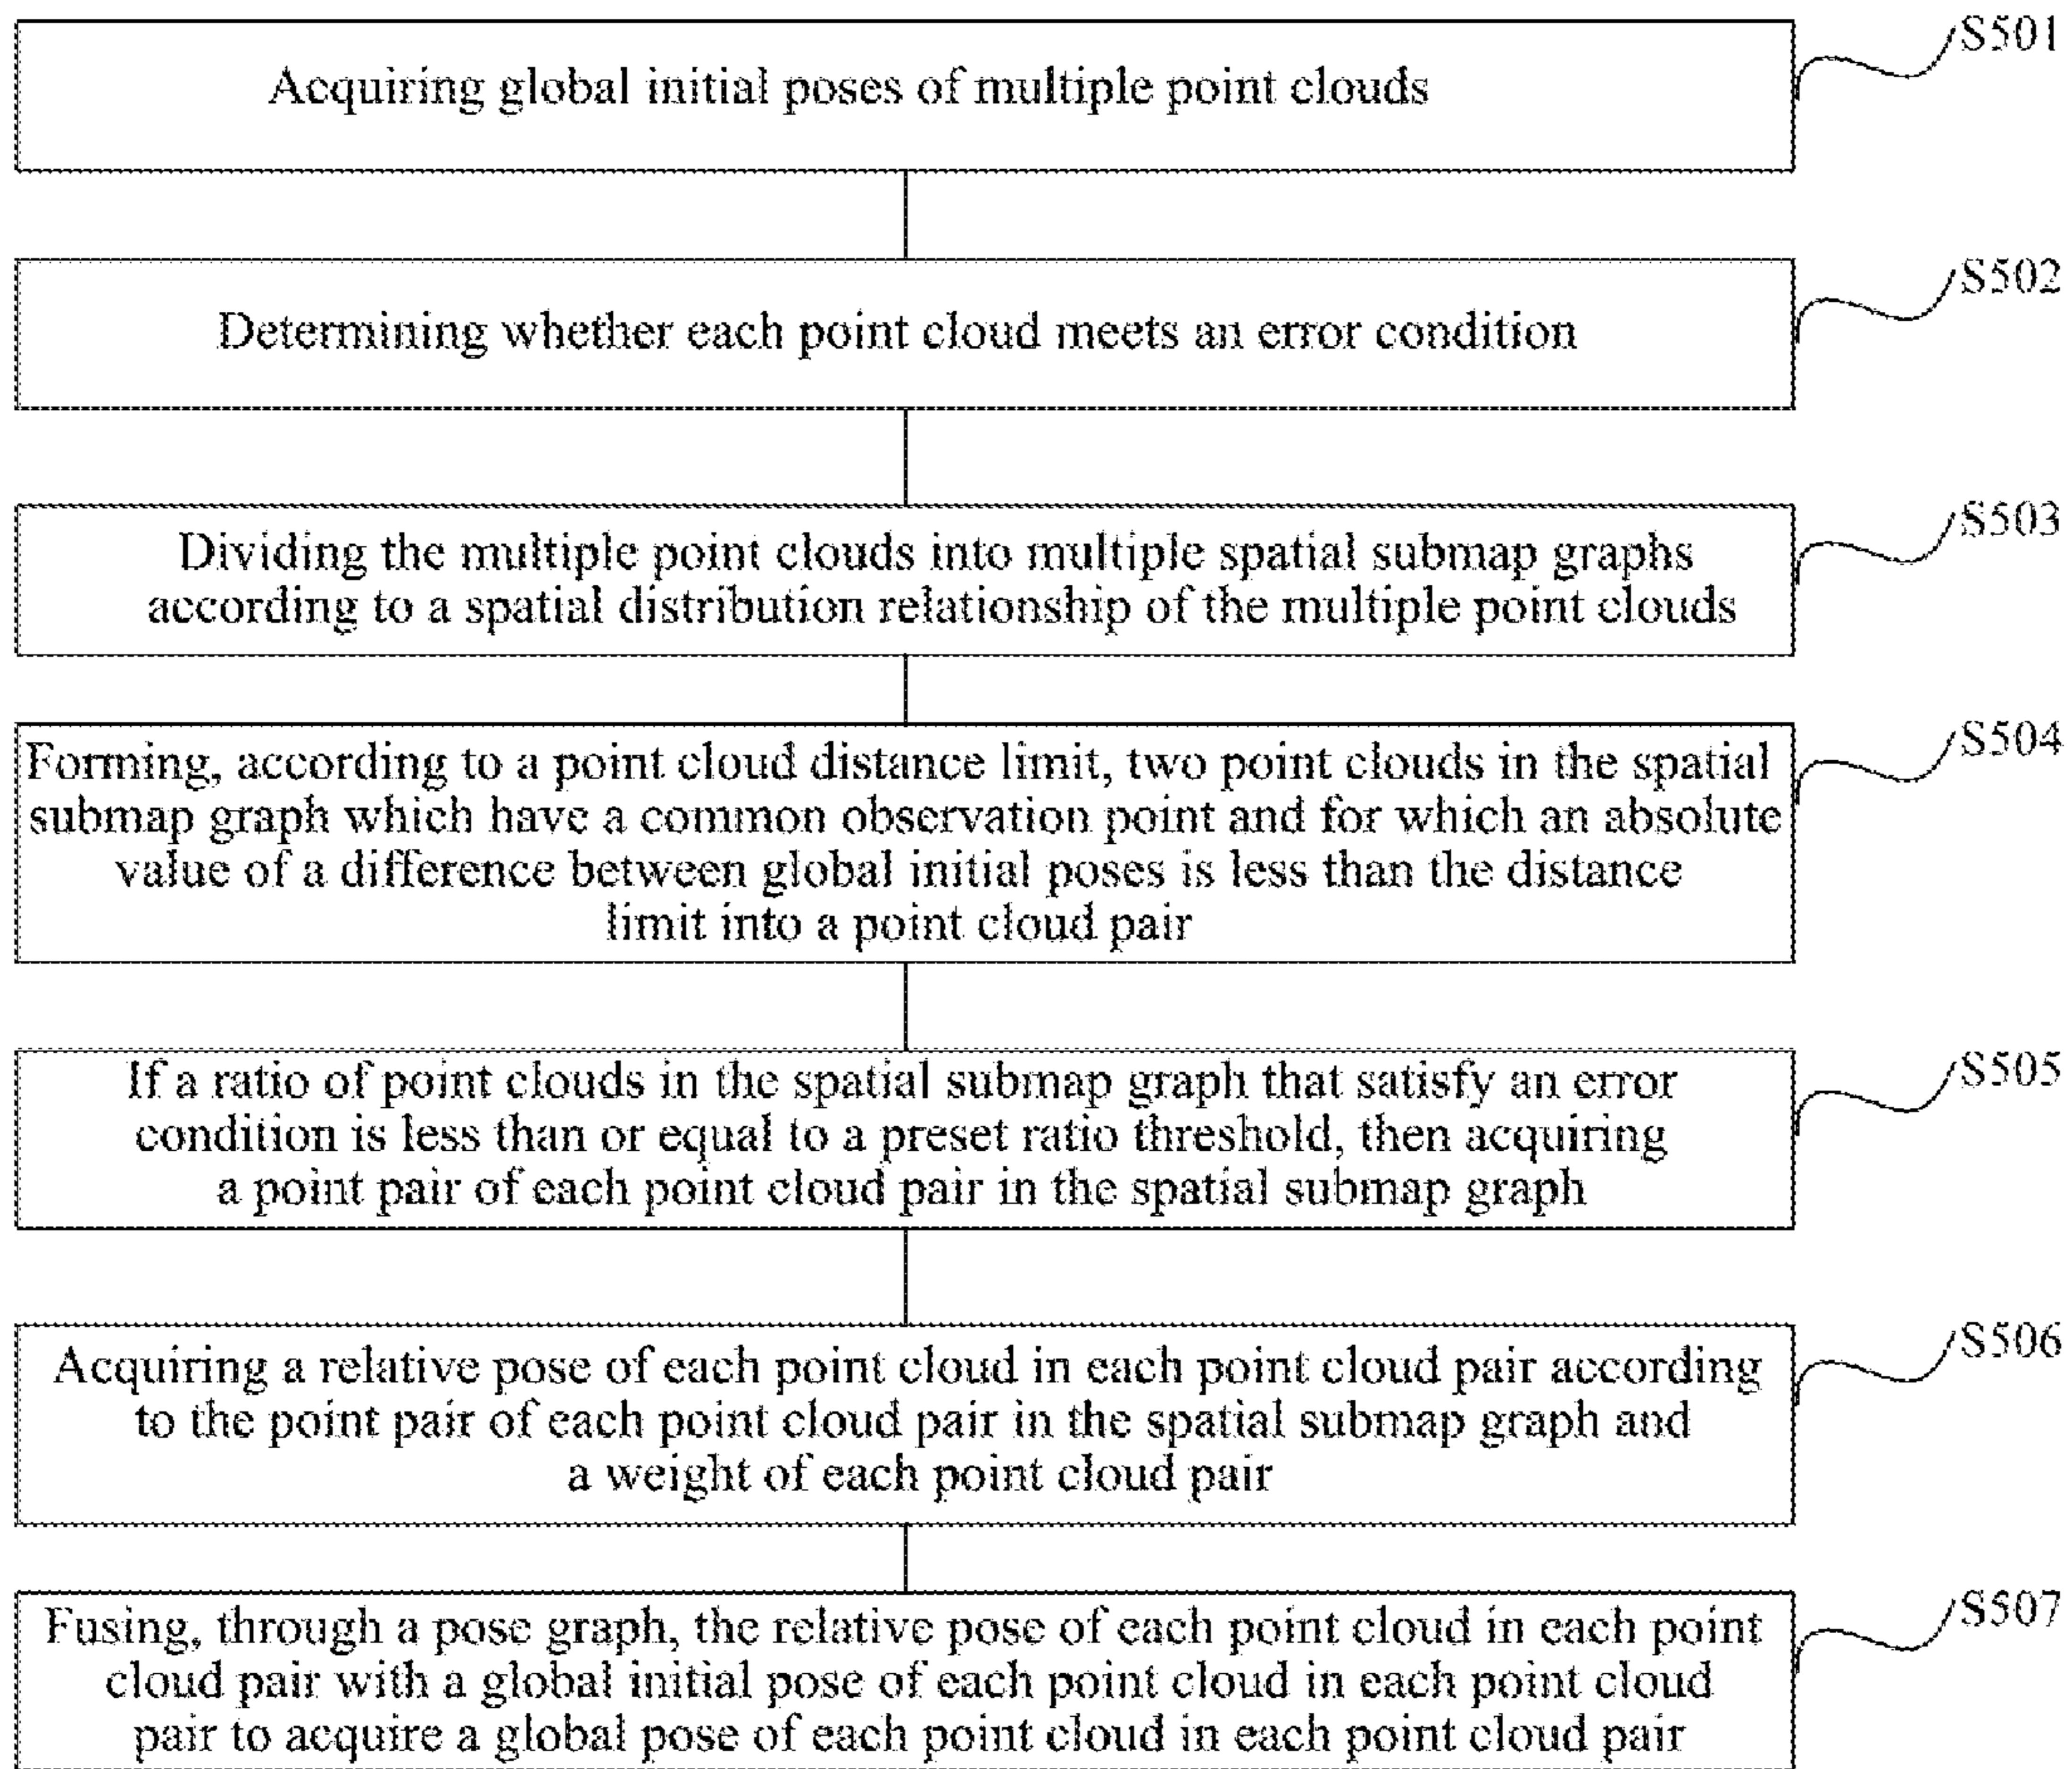 Acquiring global initial poses of multiple point clouds
S501
Determining whether each point cloud meets an error condition
S502
Dividing the multiple point clouds into multiple spatial submap graphs
according to a spatial distribution relationship of the multiple point clouds
S503
Forming, according to a point cloud distance limit, two point clouds in the spatial
submap graph which have a common observation point and for which an absolute
value of a difference between global initial poses is less than the distance
limit into a point cloud pair
S504
If a ratio of point clouds in the spatial submap graph that satisfy an error
condition is less than or equal to a preset ratio threshold, then acquiring
a point pair of each point cloud pair in the spatial submap graph
S505
Acquiring a relative pose of each point cloud in each point cloud pair according
to the point pair of each point cloud pair in the spatial submap graph and
a weight of each point cloud pair
S506
Fusing, through a pose graph, the relative pose of each point cloud in each point
cloud pair with a global initial pose of each point cloud in each point cloud
pair to acquire a global pose of each point cloud in each point cloud pair
S507